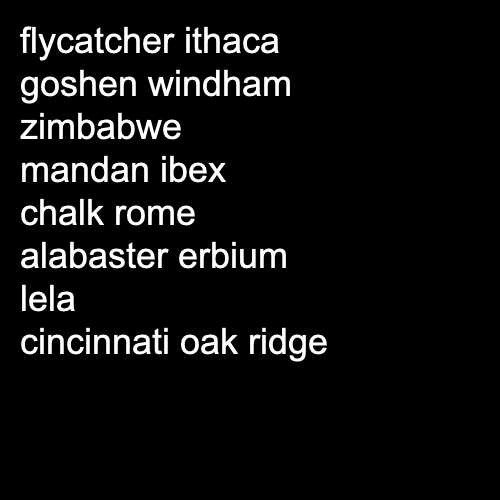 flycatcher ithaca
goshen windham
zimbabwe
mandan ibex
chalk rome
alabaster erbium
lela
cincinnati oak ridge